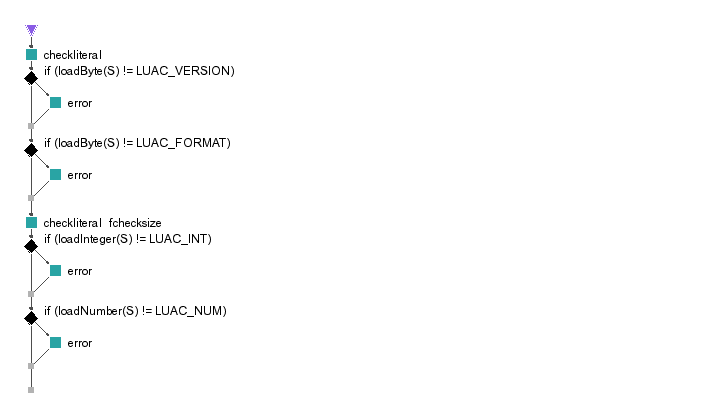 checkliteral
if (loadByte(S) != LUAC_VERSION)
error
if (loadByte(S) != LUAC_FORMAT)
error
checkliteral fchecksize
if (loadInteger(S) != LUAC_INT)
error
if (loadNumber(S) != LUAC_NUM)
error